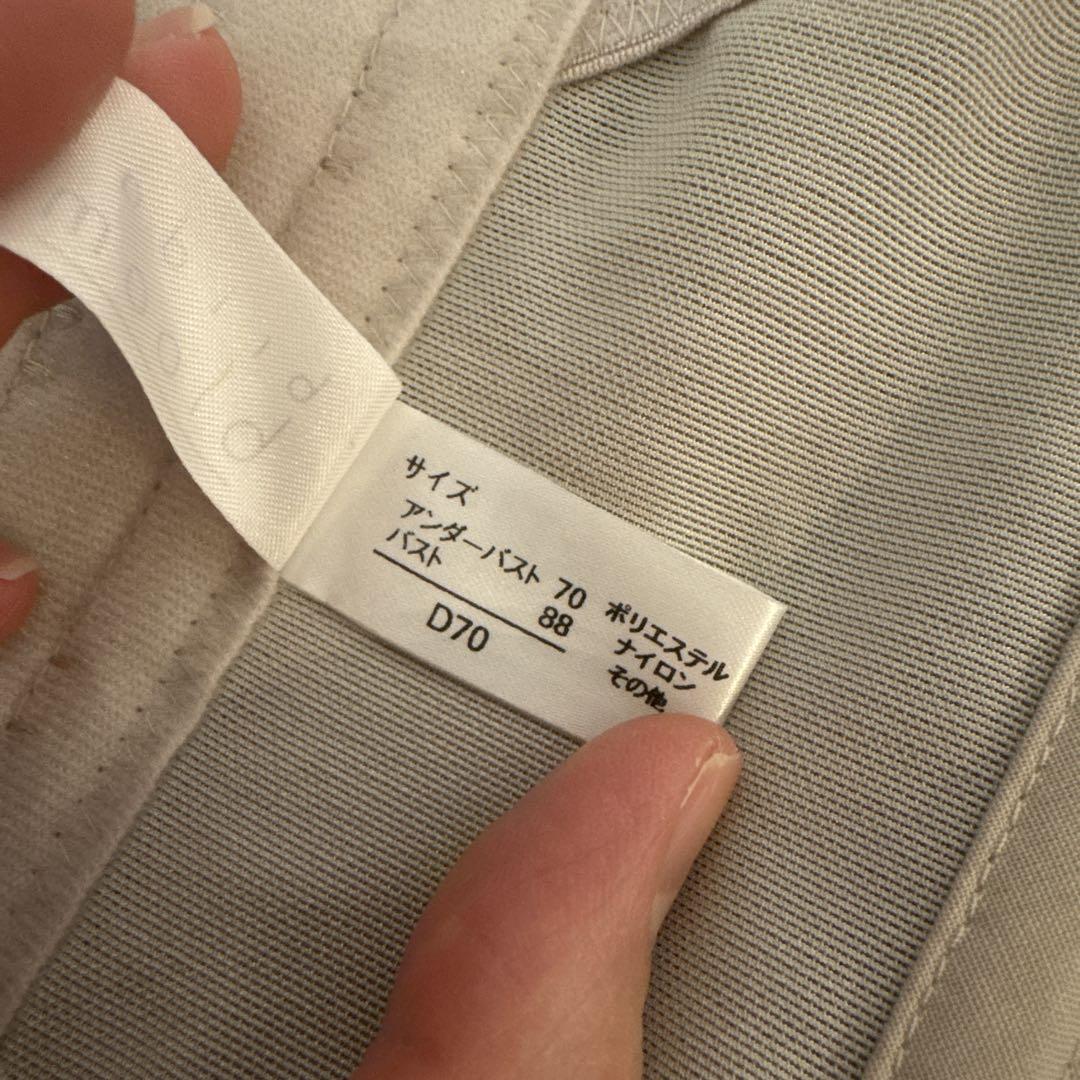 サイズ
アンダーバスト 70
バスト 88
D70
ポリエステル
ナイロン
その他